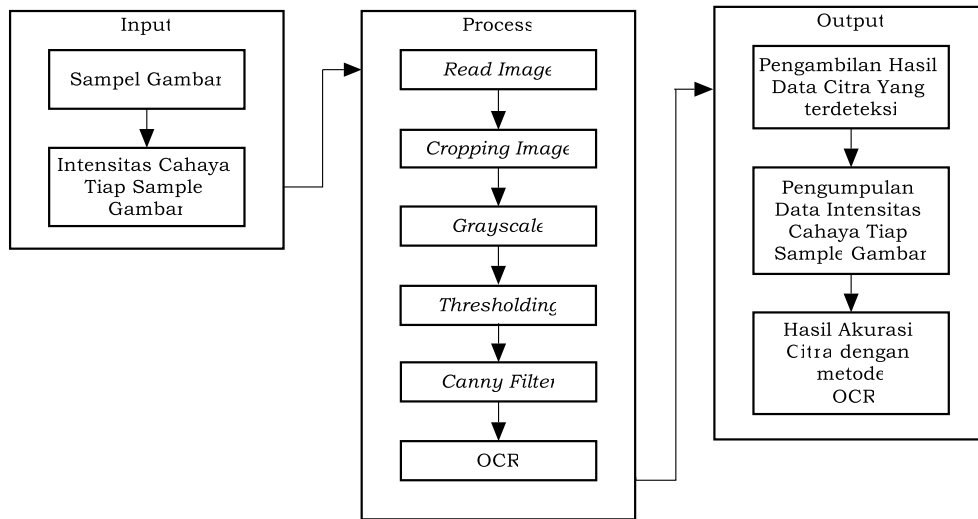 Input
Sampel Gambar
Intensitas Cahaya
Tiap Sample
Gambar
Process
Read Image
Cropping Image
Grayscale
Thresholding
Canny Filter
OCR
Output
Pengambilan Hasil
Data Citra Yang
terdeteksi
Pengumpulan
Data Intensitas
Cahaya Tiap
Sample Gambar
Hasil Akurasi
Citra dengan
metode
OCR